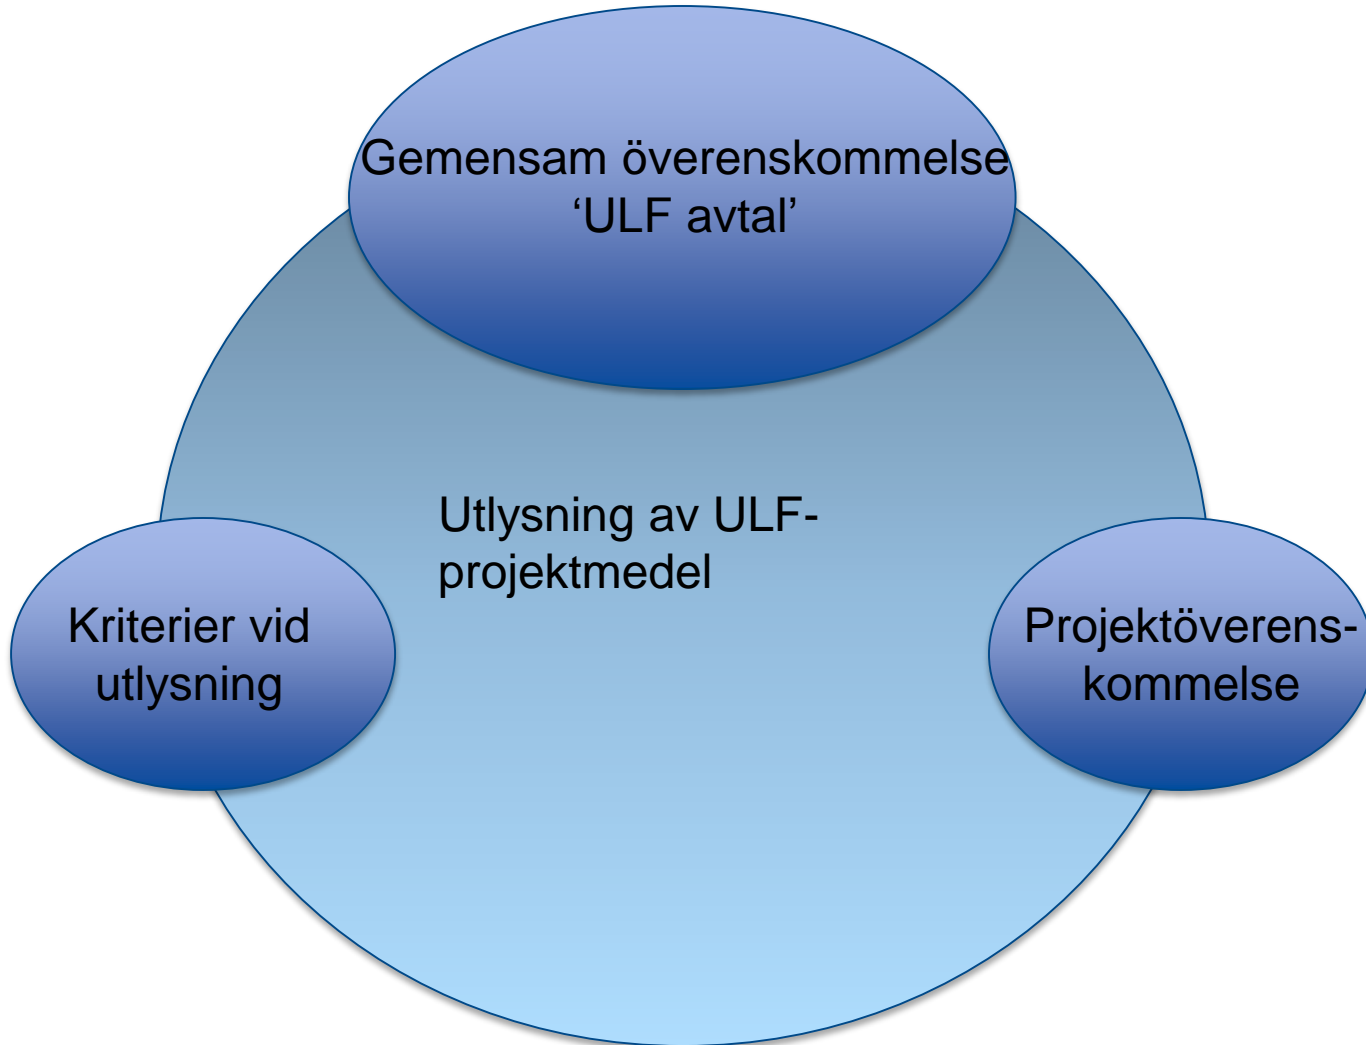 Gemensam överenskommelse
‘ULF avtal’
Utlysning av ULF-
projektmedel
Kriterier vid
utlysning
Projektöverens-
kommelse